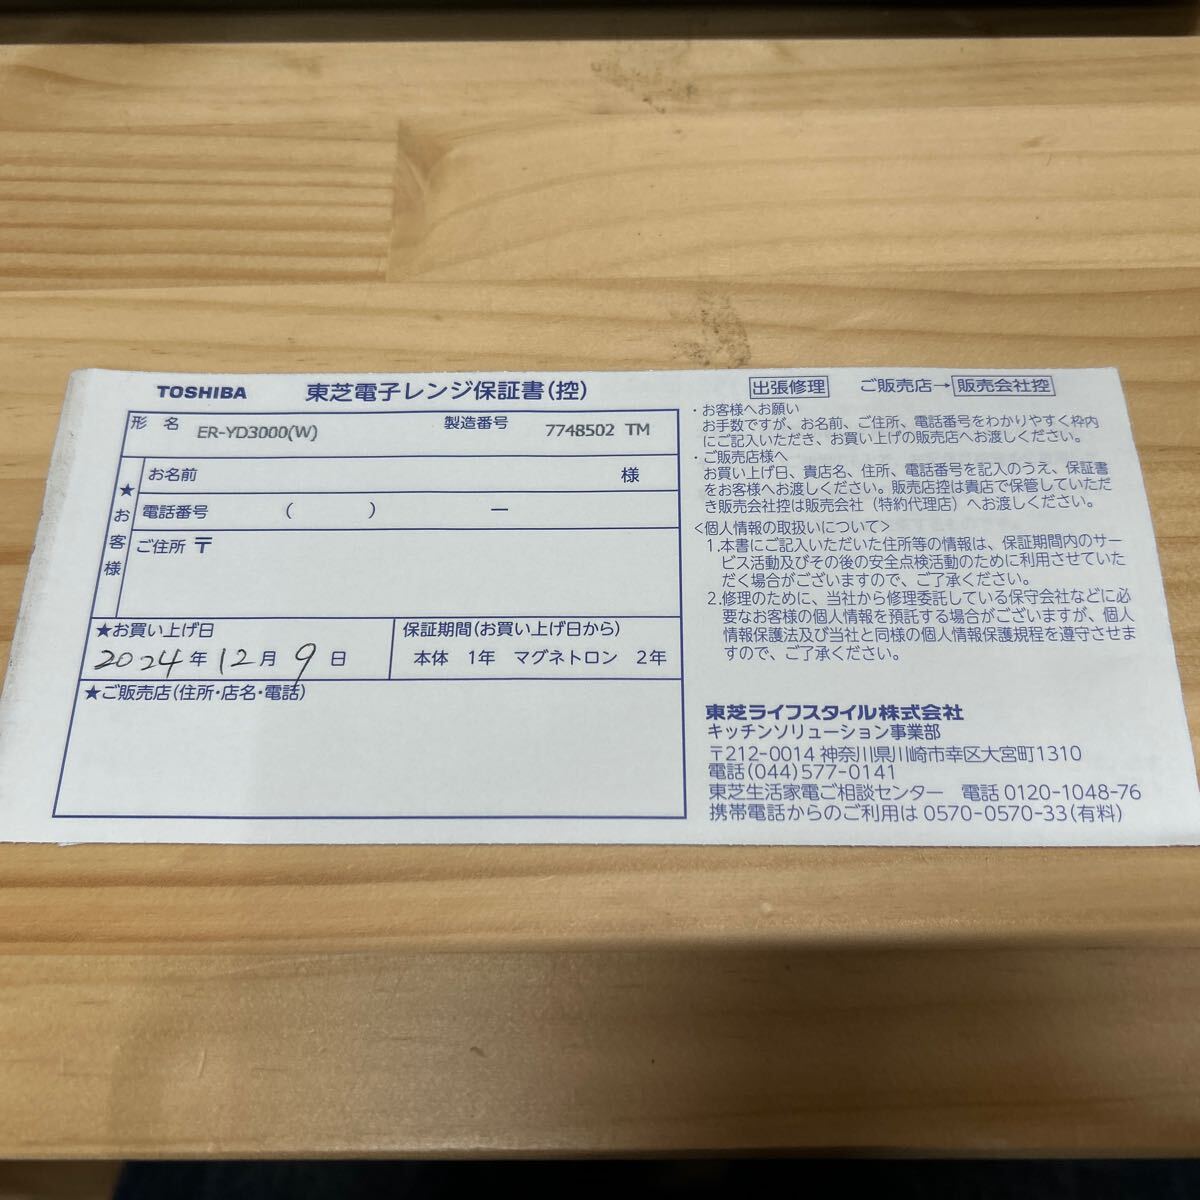 TOSHIBA 東芝電子レンジ保証書(控)
形 名 ER-YD3000(W) 製造番号 7748502 TM
★お客様
お名前 様
電話番号 ( ) ー
ご住所 〒
★お買い上げ日
2024年12月9日
保証期間(お買い上げ日から)
本体 1年 マグネトロン 2年
★ご販売店(住所・店名・電話)
出張修理 ご販売店→販売会社控
・お客様へお願い
お手数ですが、お名前、ご住所、電話番号をわかりやすく枠内
にご記入いただき、お買い上げの販売店へお渡しください。
・ご販売店様へ
お買い上げ日、貴店名、住所、電話番号を記入のうえ、保証書
をお客様へお渡しください。販売店控は貴店で保管していただ
き販売会社控は販売会社(特約代理店)へお渡しください。
<個人情報の取扱いについて>
1.本書にご記入いただいた住所等の情報は、保証期間内のサー
ビス活動及びその後の安全点検活動のために利用させていた
だく場合がございますので、ご了承ください。
2.修理のために、当社から修理委託している保守会社などに必
要なお客様の個人情報を預託する場合がございますが、個人
情報保護法及び当社と同様の個人情報保護規程を遵守させま
すので、ご了承ください。
東芝ライフスタイル株式会社
キッチンソリューション事業部
〒212-0014 神奈川県川崎市幸区大宮町1310
電話(044)577-0141
東芝生活家電ご相談センター 電話 0120-1048-76
携帯電話からのご利用は 0570-0570-33(有料)